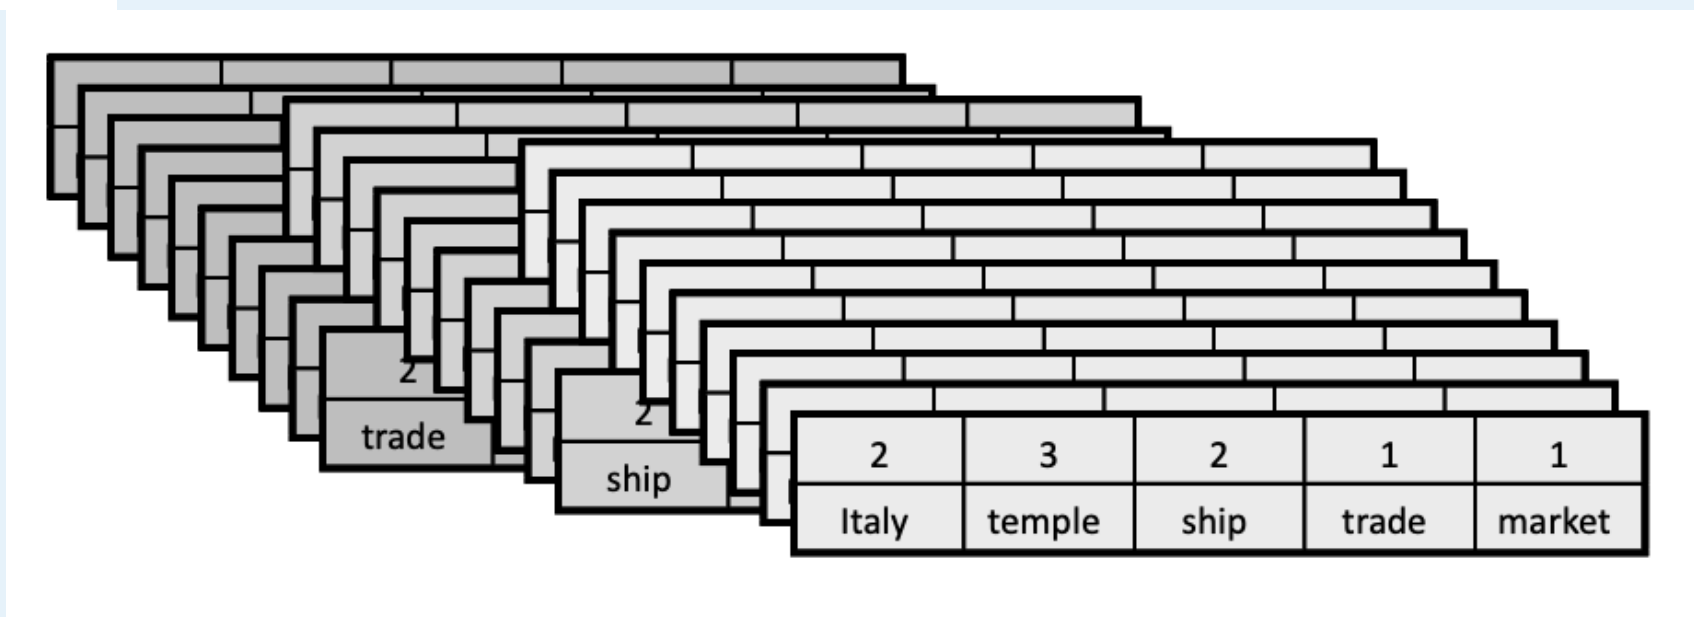 2
trade
2
ship
2 3 2 1 1
Italy temple ship trade market